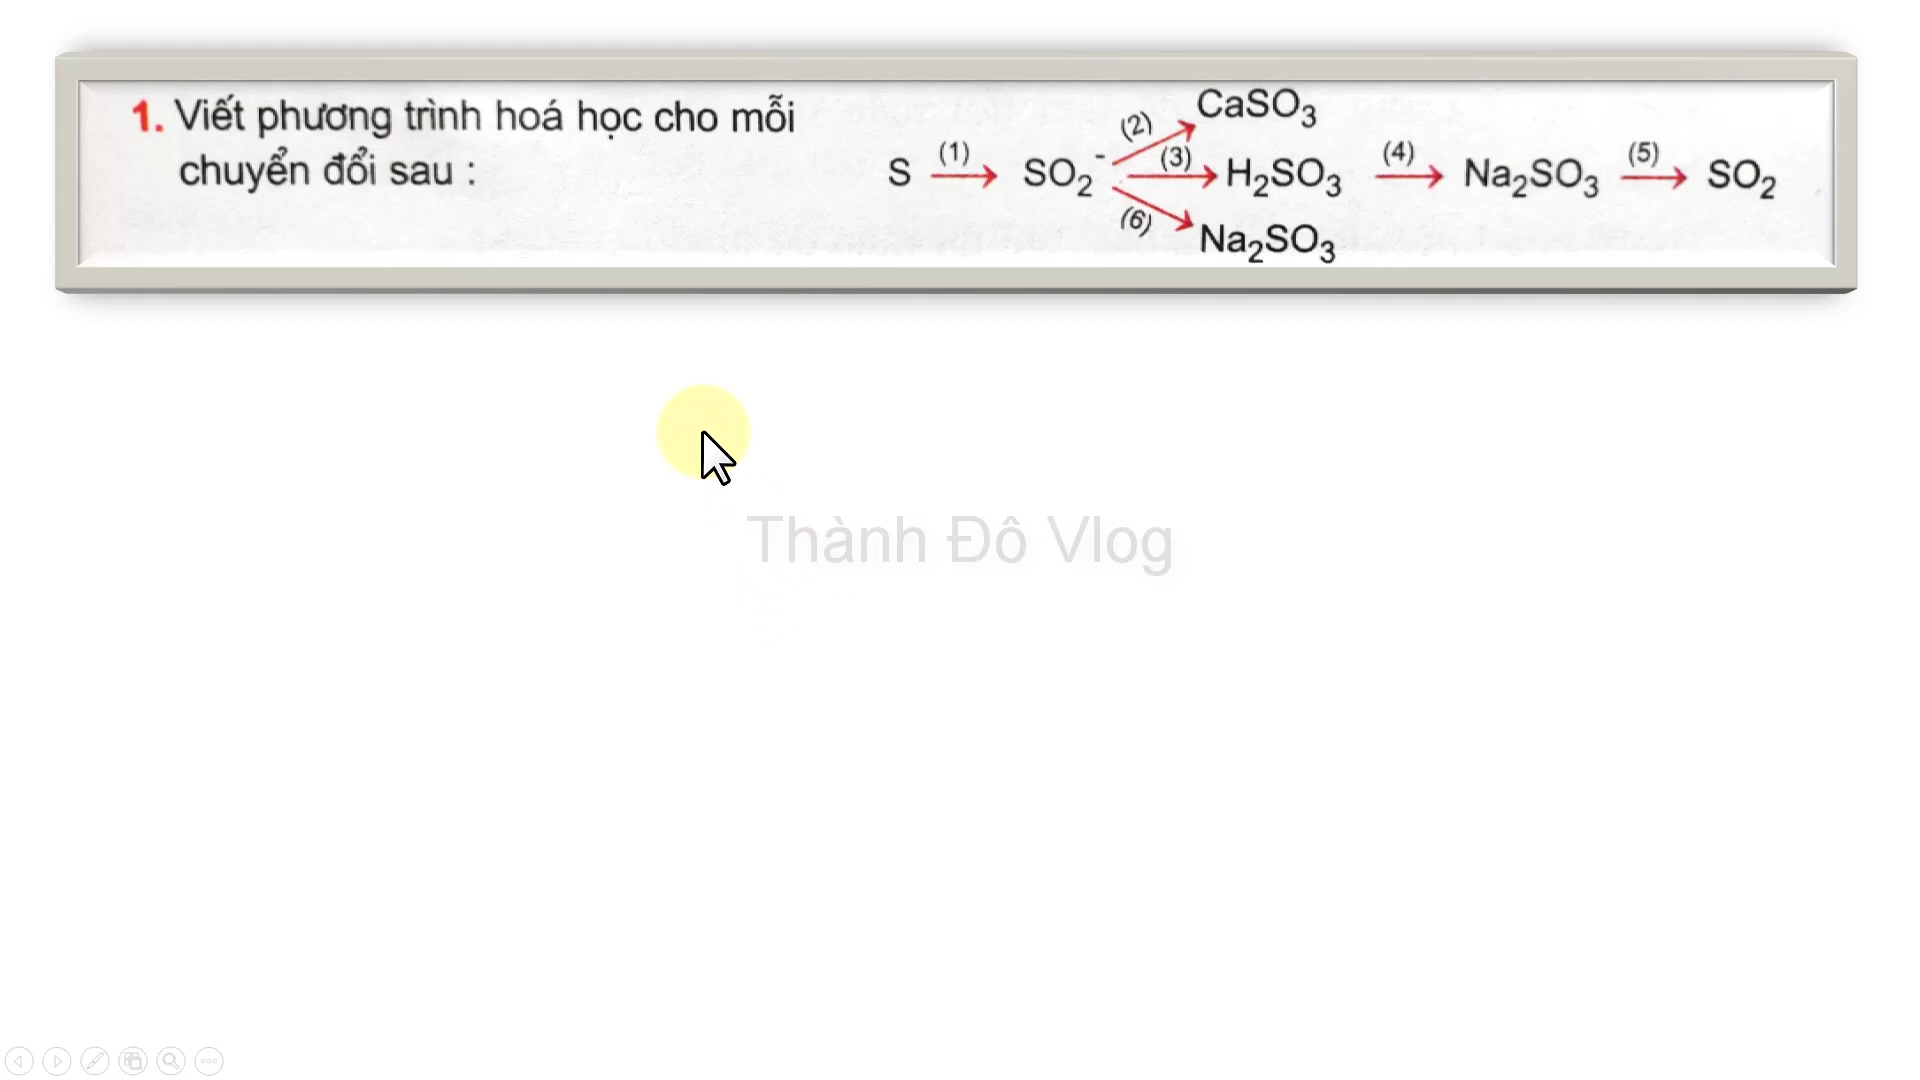 1. Viết phương trình hoá học cho mỗi
chuyển đổi sau :
CaSO₃
(2)
S (1) SO₂ (3) H₂SO₃ (4) Na₂SO₃ (5) SO₂
(6)
Na₂SO₃
Thành Đô Vlog